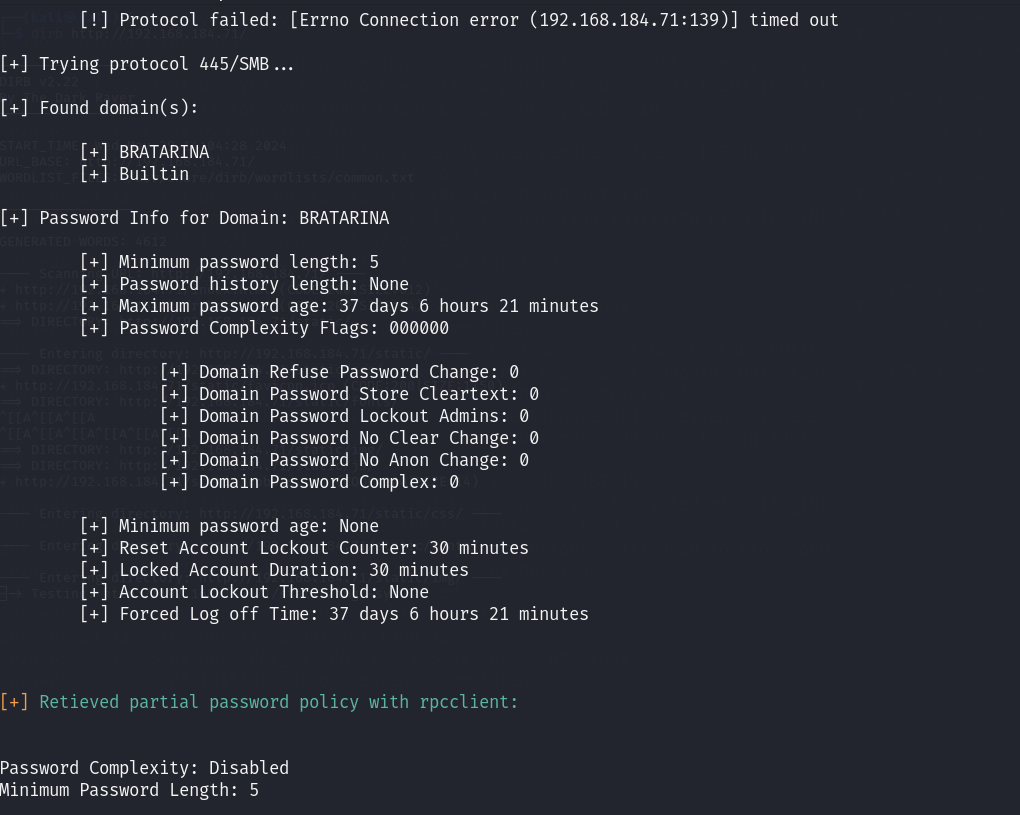 [!] Protocol failed: [Errno Connection error (192.168.184.71:139)] timed out
[+] Trying protocol 445/SMB...
[+] Found domain(s):
[+] BRATARINA
[+] Builtin
[+] Password Info for Domain: BRATARINA
[+] Minimum password length: 5
[+] Password history length: None
[+] Maximum password age: 37 days 6 hours 21 minutes
[+] Password Complexity Flags: 000000
[+] Domain Refuse Password Change: 0
[+] Domain Password Store Cleartext: 0
[+] Domain Password Lockout Admins: 0
[+] Domain Password No Clear Change: 0
[+] Domain Password No Anon Change: 0
[+] Domain Password Complex: 0
[+] Minimum password age: None
[+] Reset Account Lockout Counter: 30 minutes
[+] Locked Account Duration: 30 minutes
[+] Account Lockout Threshold: None
[+] Forced Log off Time: 37 days 6 hours 21 minutes
[+] Retieved partial password policy with rpcclient:
Password Complexity: Disabled
Minimum Password Length: 5